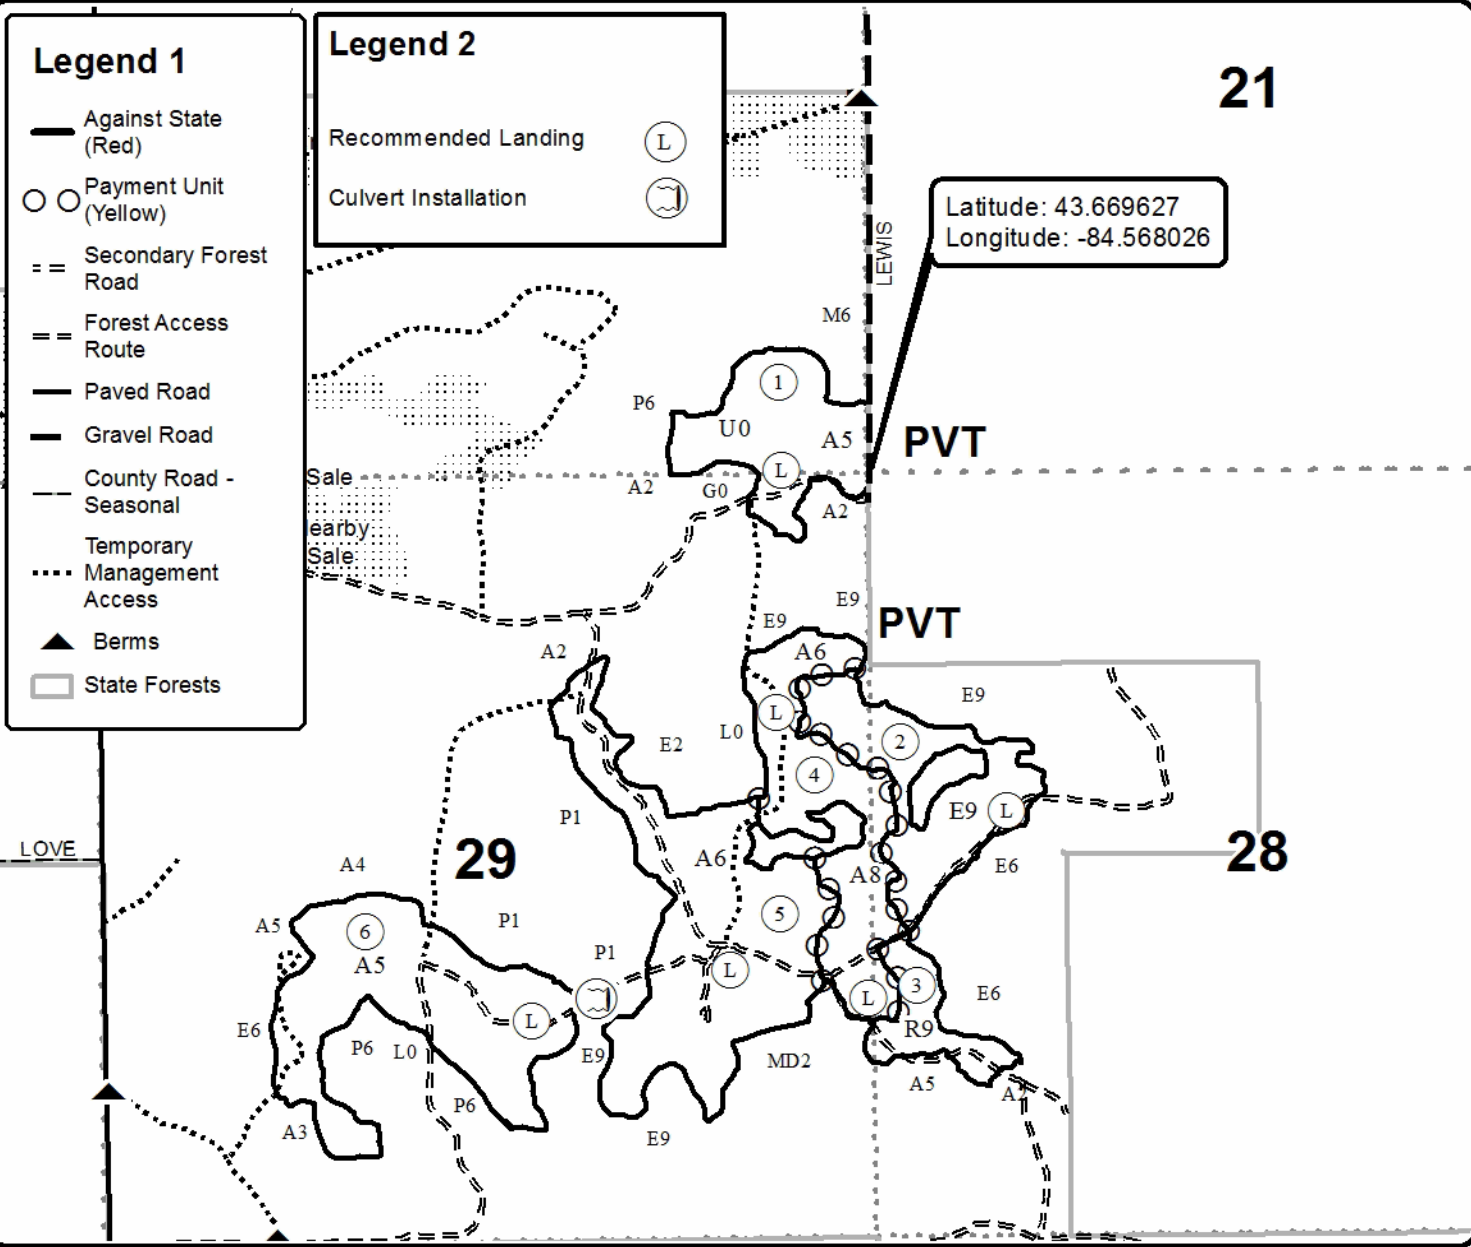 Legend 1
Against State
(Red)
Payment Unit
(Yellow)
Secondary Forest
Road
Forest Access
Route
Paved Road
Gravel Road
County Road -
Seasonal
Temporary
Management
Access
Berms
State Forests
Legend 2
Recommended Landing
L
Culvert Installation
21
Latitude: 43.669627
Longitude: -84.568026
LEWIS
M6
1
P6
U0
A5
PVT
L
Sale
A2
G0
A2
earby
Sale
E9
PVT
E9
A2
A6
E9
L
L0
E2
2
4
E9
L
P1
LOVE
29
28
A4
A6
A8
E6
A5
6
P1
5
A5
P1
L
L
3
E6
L
R9
E6
P6
L0
E9
MD2
A5
A2
P6
A3
E9